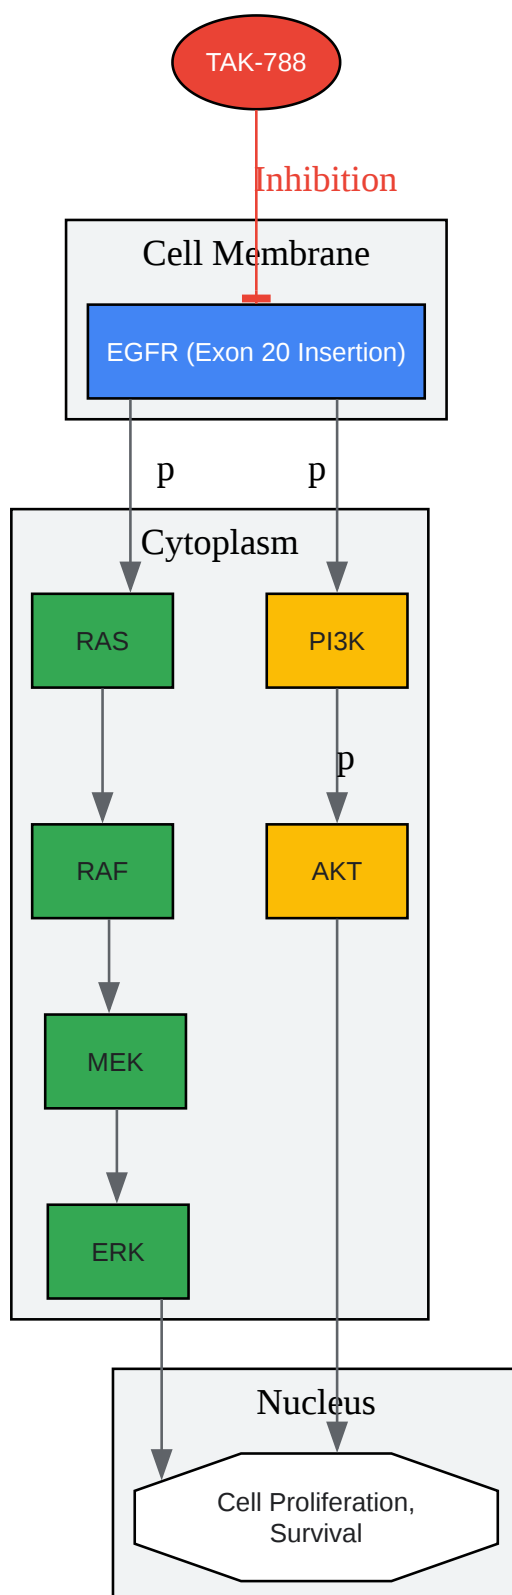 TAK-788
Inhibition
Cell Membrane
EGFR (Exon 20 Insertion)
p
p
Cytoplasm
RAS
PI3K
p
RAF
AKT
MEK
ERK
Nucleus
Cell Proliferation,
Survival